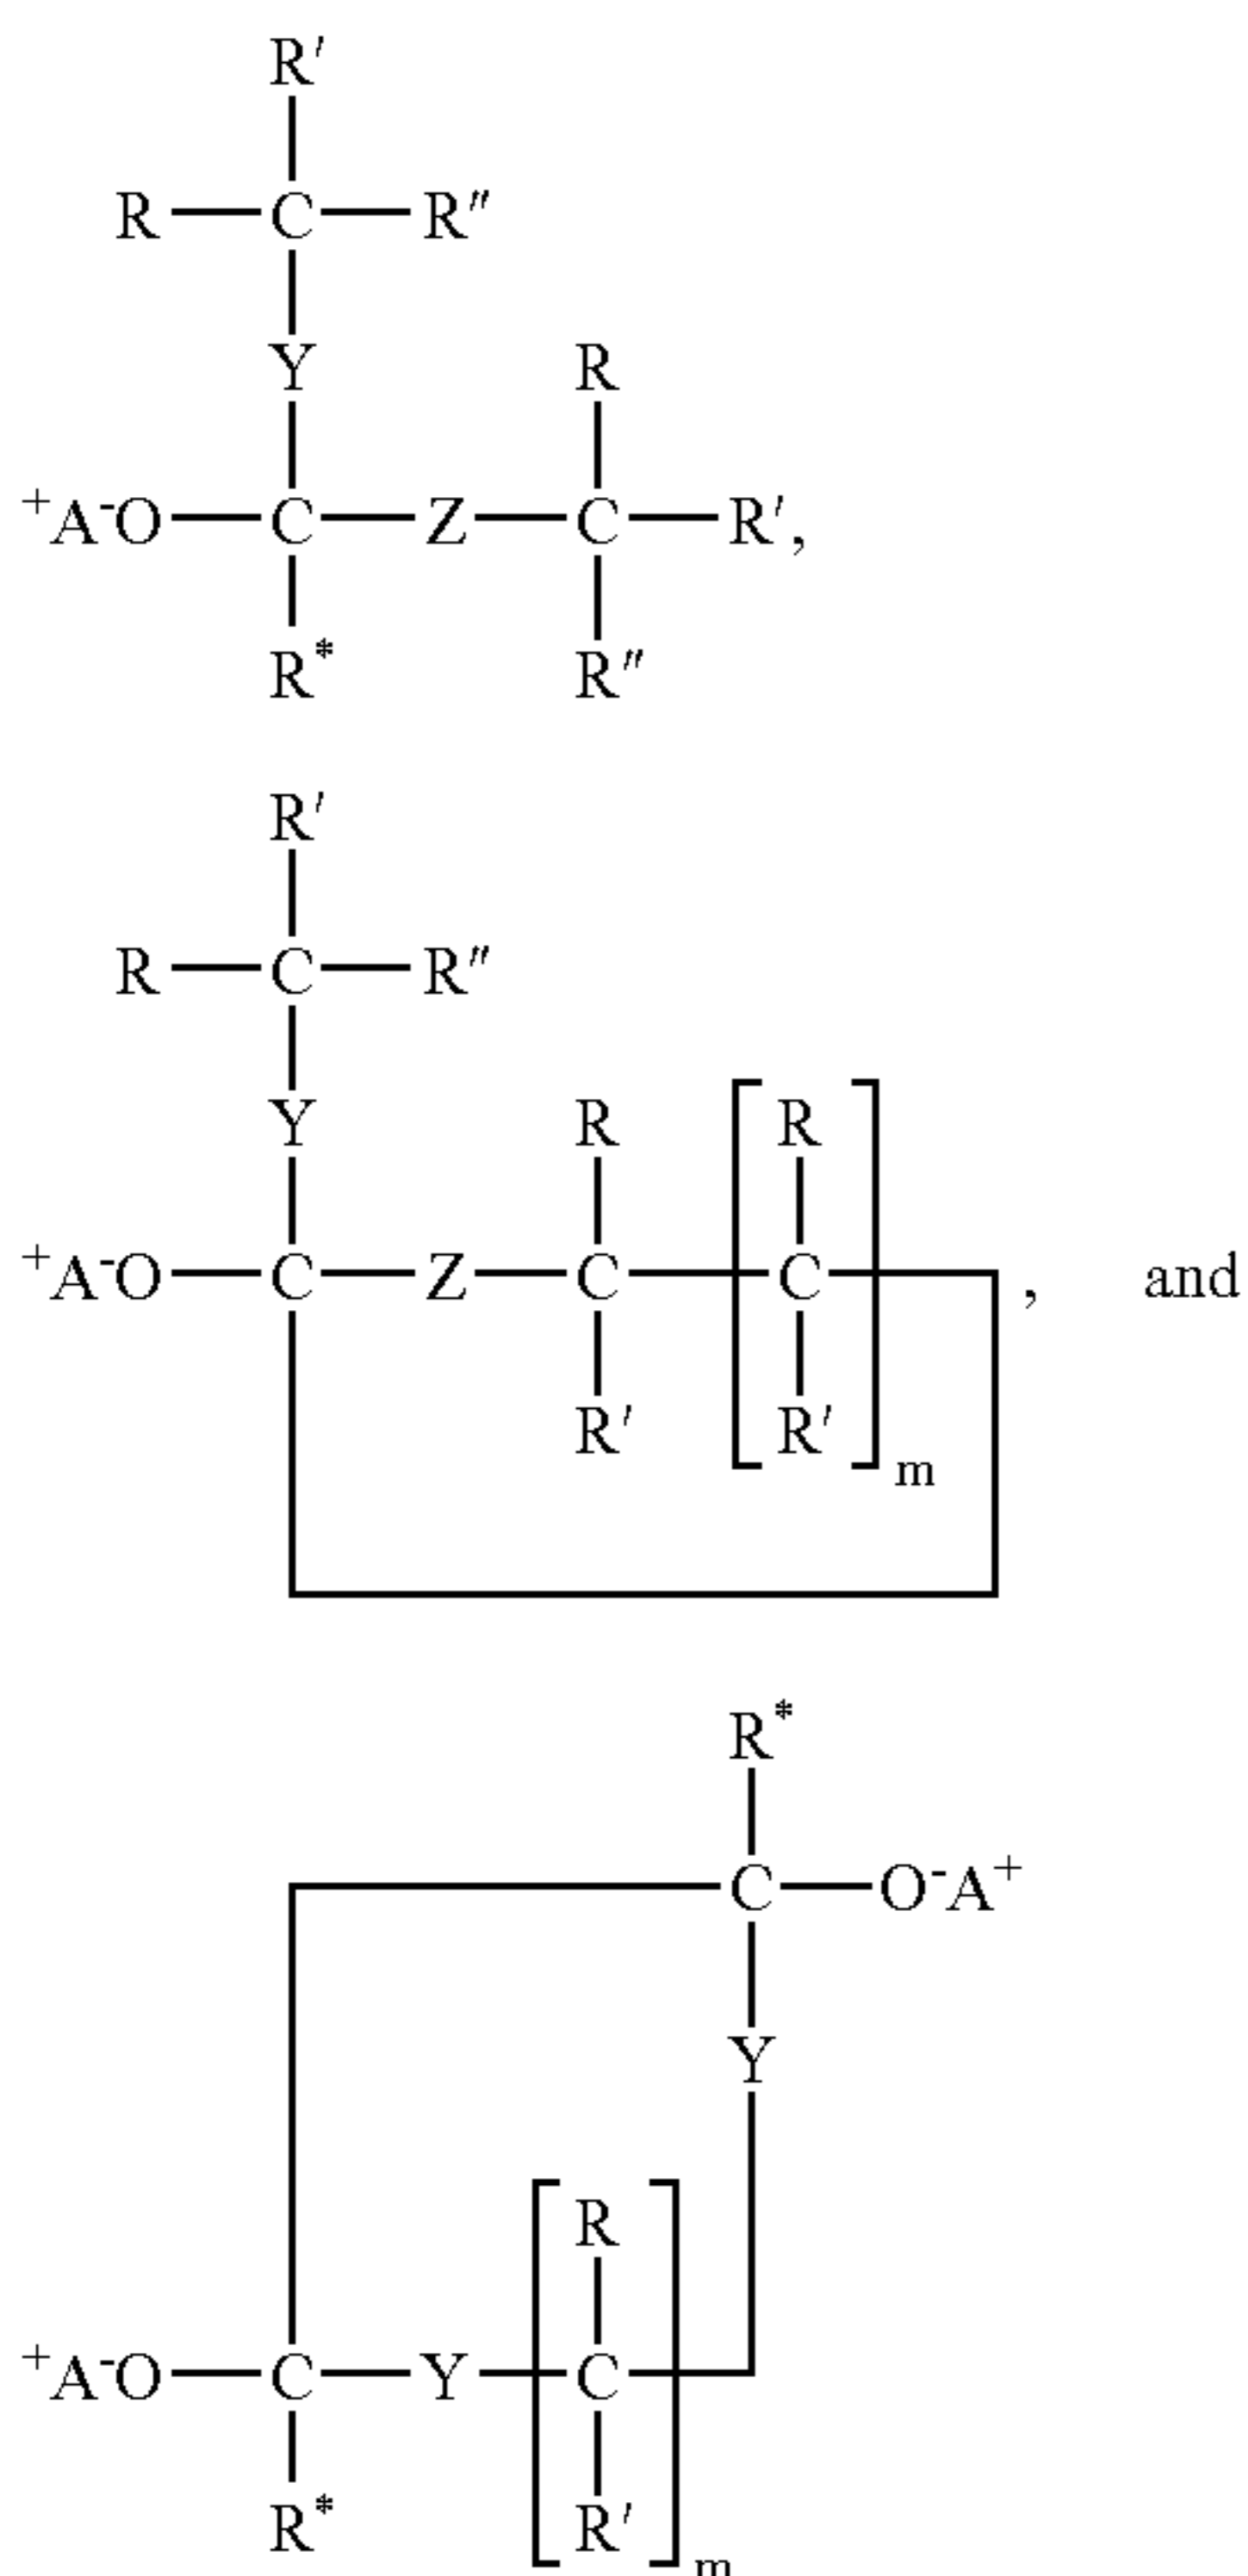 R′
R—C—R″
Y R
⁺A⁻O—C—Z—C—R′,
R* R″
R′
R—C—R″
Y R R
⁺A⁻O—C—Z—C—C , and
R′ R′ m
R*
C—O⁻A⁺
Y
R
⁺A⁻O—C—Y—C
R* R′ m